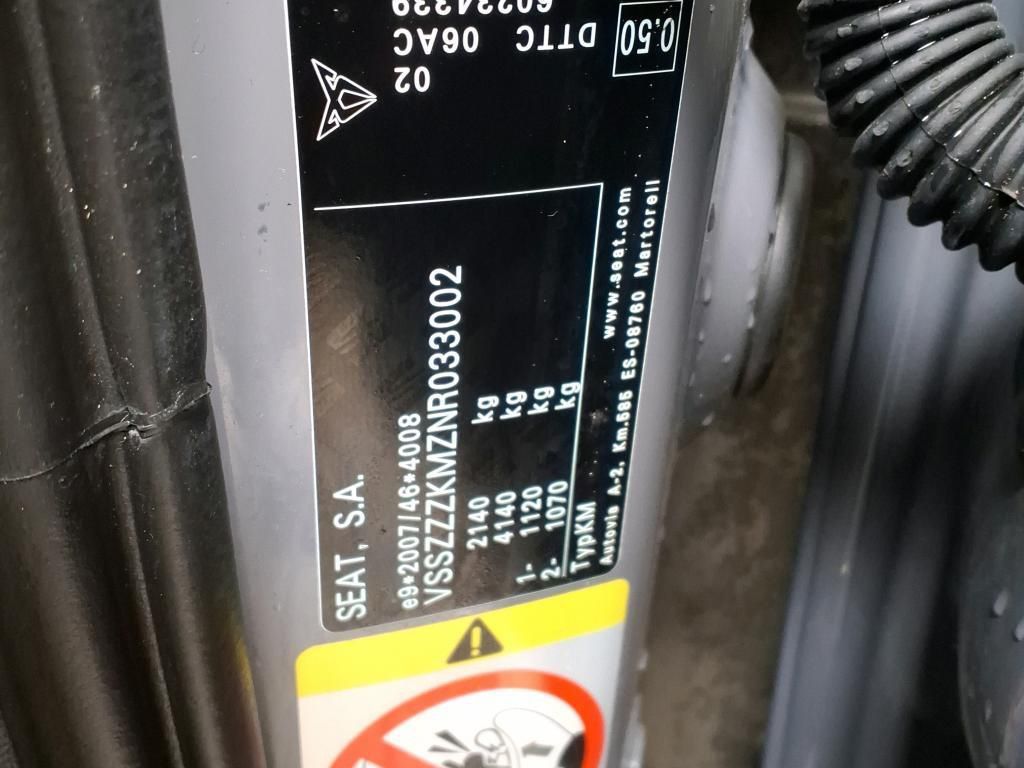 SEAT, S.A.
e9*2007/46*4008
VSSZZZKMZNR033002
2140 kg
4140 kg
1- 1120 kg
2- 1070 kg
TypKM www.seat.com
Autovia A-2, Km.585 ES-08760 Martorell
02
06AC DTTC
60234339
0.50